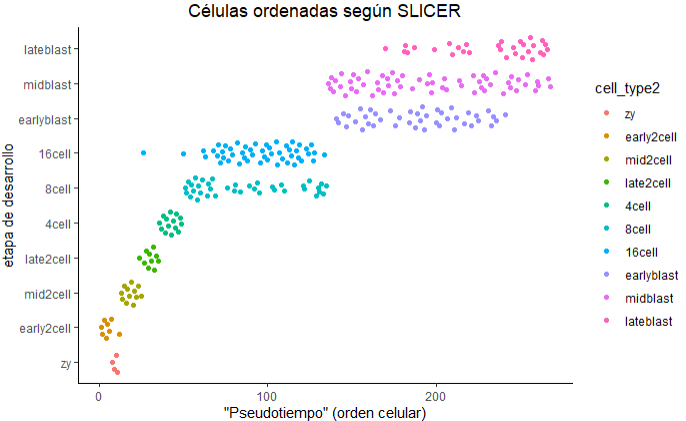 Células ordenadas según SLICER
etapa de desarrollo
lateblast
midblast
earlyblast
16cell
8cell
4cell
late2cell
mid2cell
early2cell
zy
0
100
200
"Pseudotiempo" (orden celular)
cell_type2
zy
early2cell
mid2cell
late2cell
4cell
8cell
16cell
earlyblast
midblast
lateblast